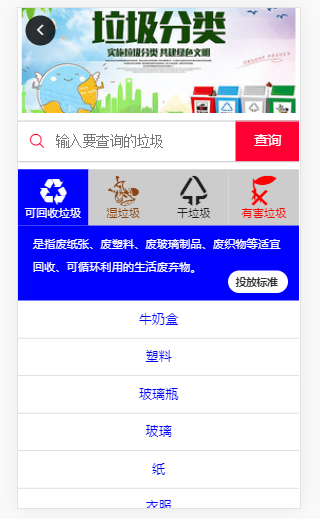 垃圾分类
实施垃圾分类 共建绿色文明
输入要查询的垃圾
查询
可回收垃圾
湿垃圾
干垃圾
有害垃圾
是指废纸张、废塑料、废玻璃制品、废织物等适宜
回收、可循环利用的生活废弃物。
投放标准
牛奶盒
塑料
玻璃瓶
玻璃
纸
衣服